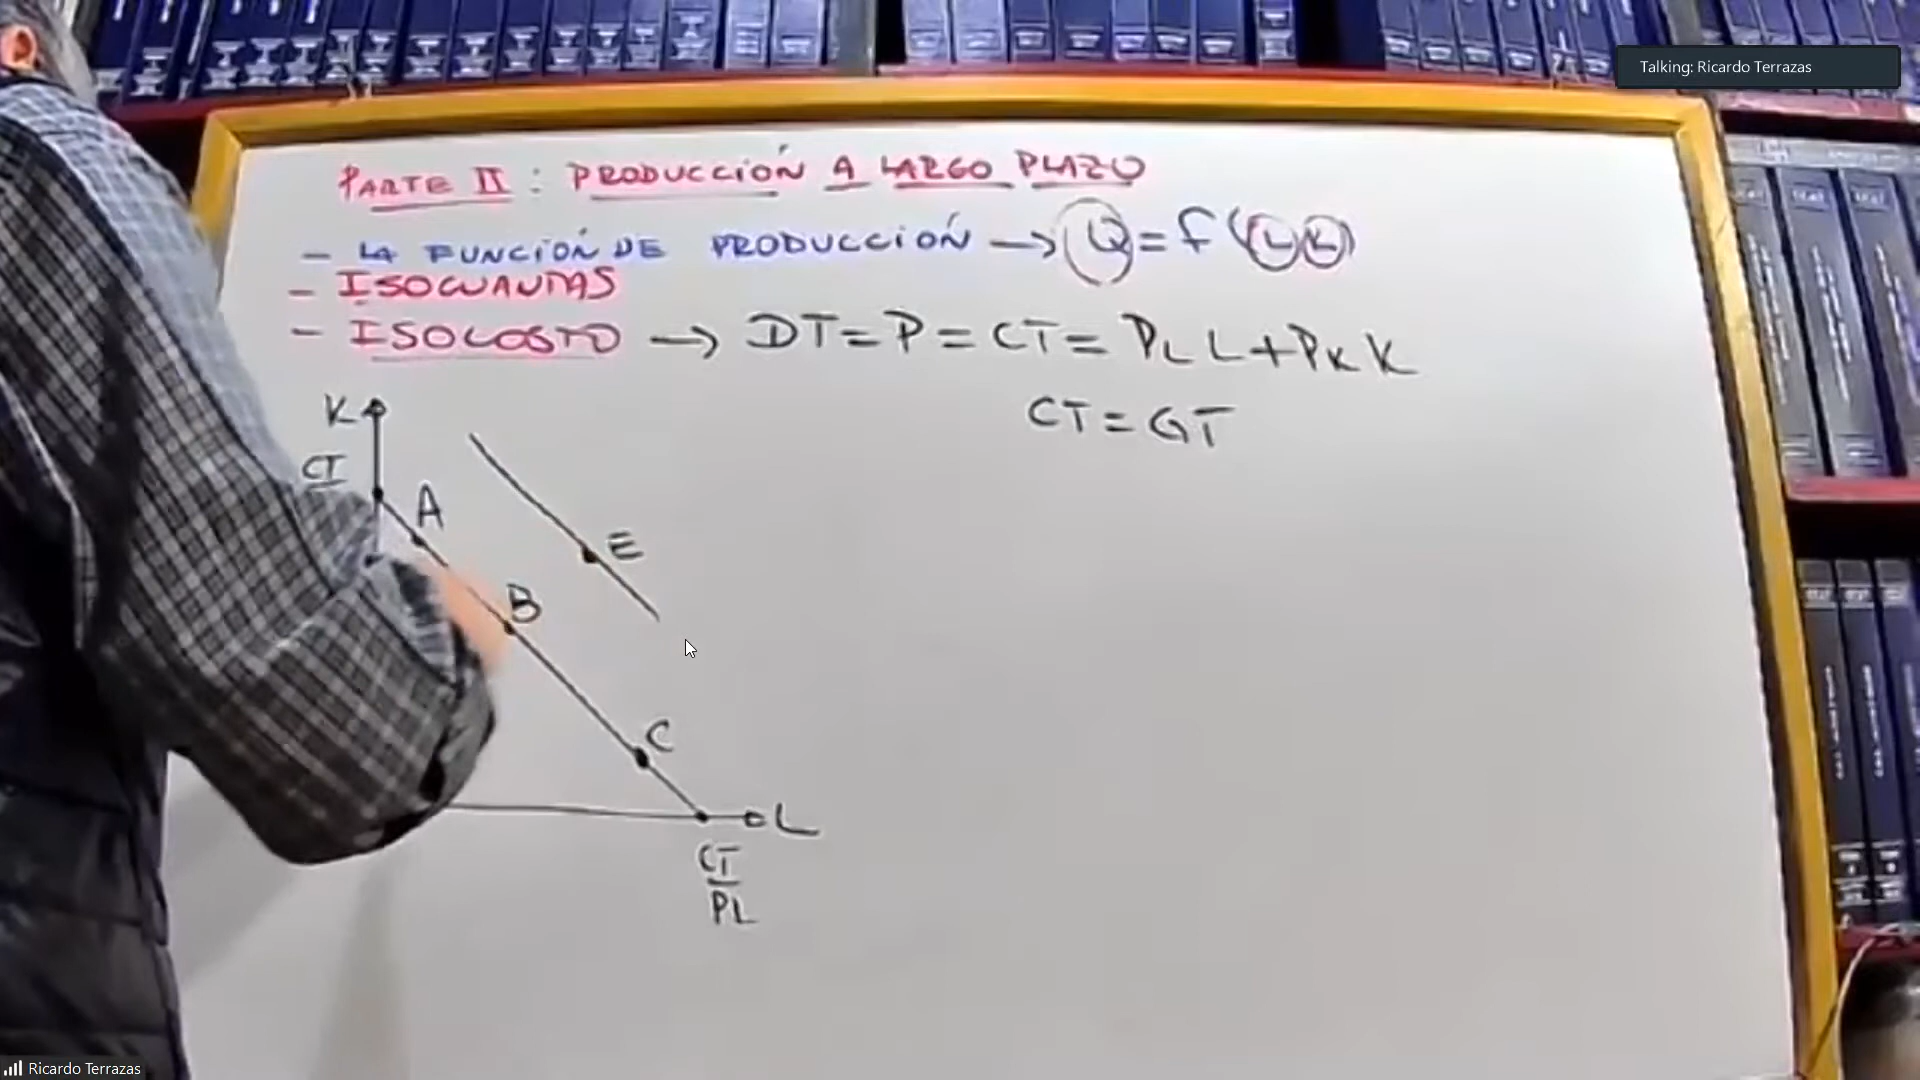 Talking: Ricardo Terrazas
PARTE II : PRODUCCIÓN A LARGO PLAZO
- LA FUNCIÓN DE PRODUCCIÓN → Q = f (L, K)
- ISOCUANTAS
- ISOCOSTO → DT = P = CT = PL L + PK K
CT = GT
K
CT
A
E
B
C
L
CT
PL
Ricardo Terrazas